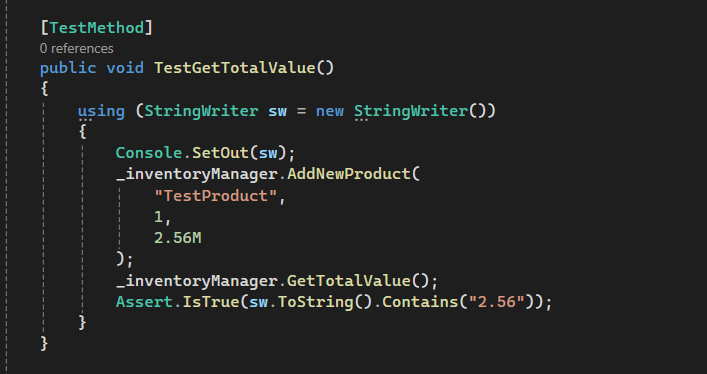 [TestMethod]
0 references
public void TestGetTotalValue()
{
using (StringWriter sw = new StringWriter())
{
Console.SetOut(sw);
_inventoryManager.AddNewProduct(
"TestProduct",
1,
2.56M
);
_inventoryManager.GetTotalValue();
Assert.IsTrue(sw.ToString().Contains("2.56"));
}
}